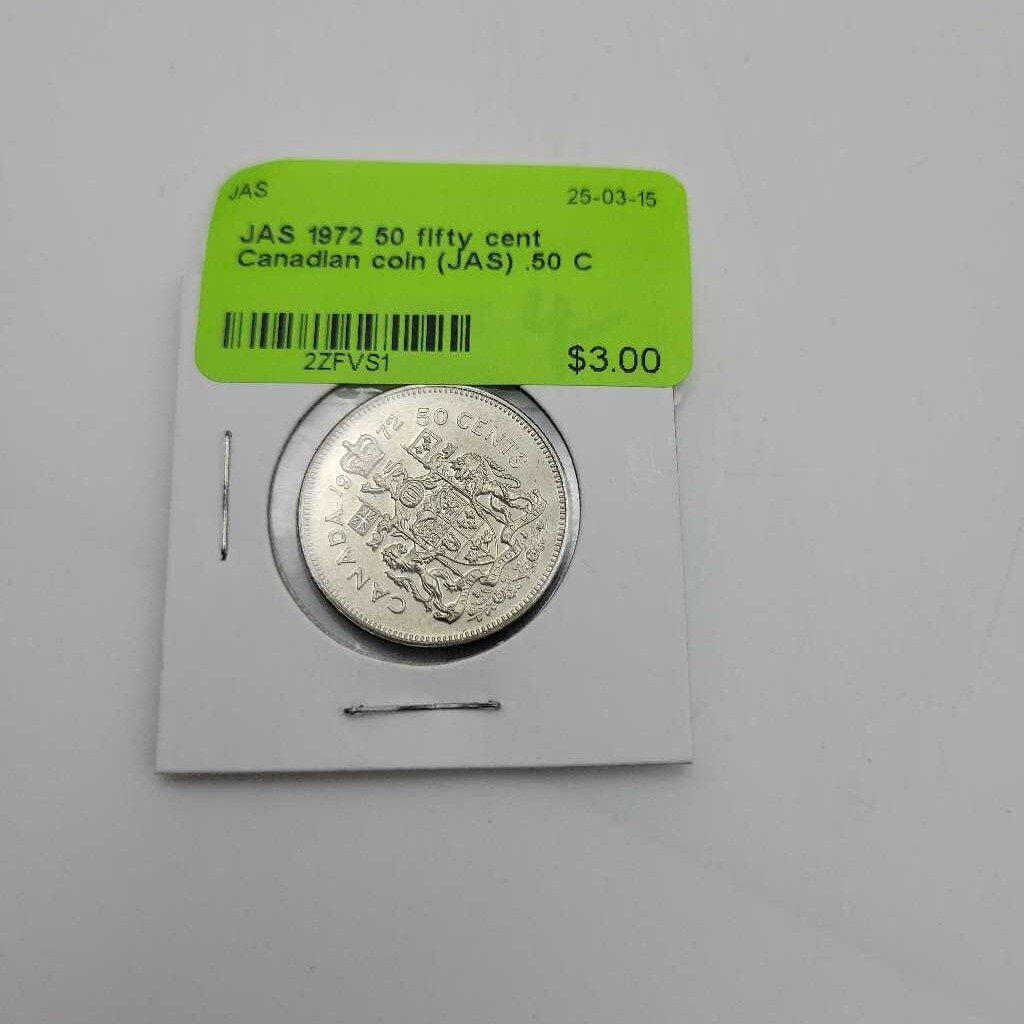 JAS 25-03-15
JAS 1972 50 fifty cent
Canadian coin (JAS) .50 C
2ZFVS1
$3.00
CANADA 19 72 50 CENTS